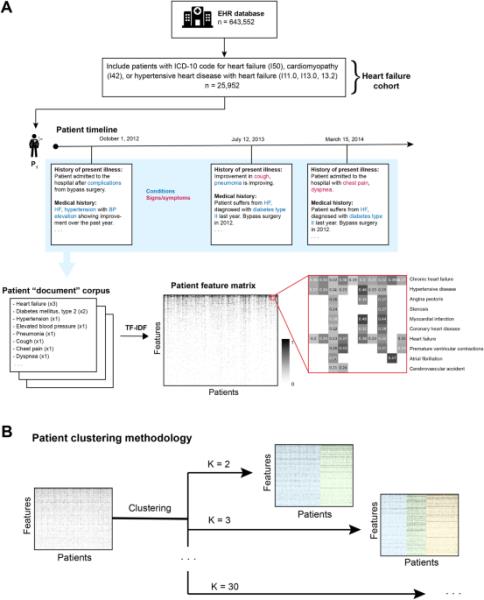 A
EHR database
n = 643,552
Include patients with ICD-10 code for heart failure (I50), cardiomyopathy
(I42), or hypertensive heart disease with heart failure (I11.0, I13.0, 13.2)
n = 25,952
Heart failure
cohort
Patient timeline
October 1, 2012
July 12, 2013
March 15, 2014
History of present illness:
Patient admitted to the
hospital after complications
from bypass surgery.
Medical history:
HF, hypertension with BP
elevation showing improve-
ment over the past year.
. . .
Conditions
Signs/symptoms
History of present illness:
Improvement in cough,
pneumonia is improving.
Medical history:
Patient suffers from HF,
dagnosed with diabetes type
II last year. Bypass surgery
in 2012.
. . .
History of present illness:
Patient admitted to the
hospital with chest pain,
dyspnea.
Medical history:
Patient suffers from HF,
diagnosed with diabetes type
II last year. Bypass surgery
in 2012.
. . .
Patient "document" corpus
- Heart failure (x3)
- Diabetes mellitus, type 2 (x2)
- Hypertension (x1)
- Elevated blood pressure (x1)
- Pneumonia (x1)
- Cough (x1)
- Chest pain (x1)
- Dyspnea (x1)
. . .
TF-IDF
Patient feature matrix
Features
Patients
1
0
Chronic heart failure
Hypertensive disease
Angina pectoris
Stenosis
Myocardial infarction
Coronary heart disease
Heart failure
Premature ventricular contractions
Atrial fibrillation
Cerebrovascular accident
B
Patient clustering methodology
Features
Patients
Clustering
K = 2
Features
Patients
K = 3
Features
Patients
. . .
K = 30
. . .